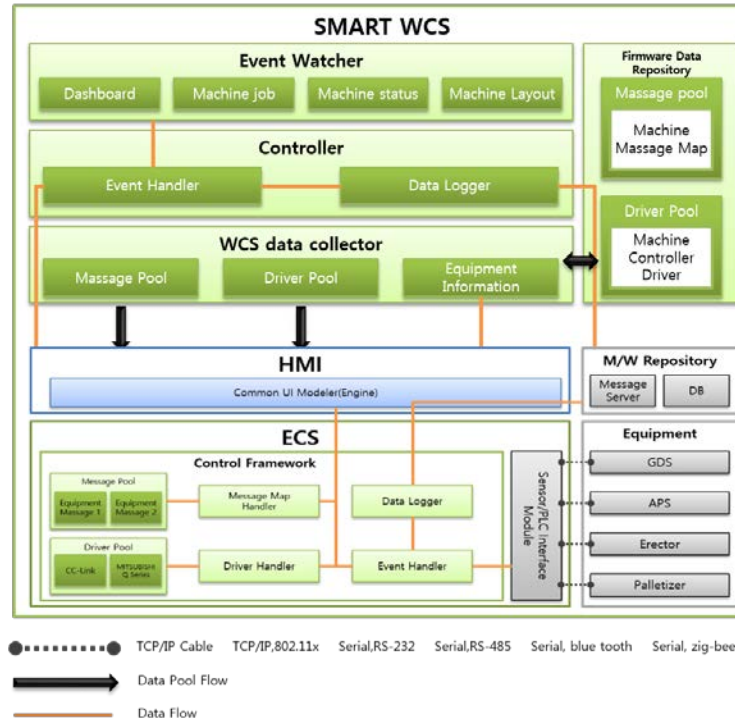 SMART WCS
Event Watcher
Dashboard
Machine job
Machine status
Machine Layout
Firmware Data
Repository
Massage pool
Machine
Massage Map
Driver Pool
Machine
Controller
Driver
Controller
Event Handler
Data Logger
WCS data collector
Massage Pool
Driver Pool
Equipment
Information
HMI
Common UI Modeler(Engine)
M/W Repository
Message
Server
DB
ECS
Control Framework
Message Pool
Equipment
Massage 1
Equipment
Massage 2
Message Map
Handler
Data Logger
Driver Pool
CC-Link
MITSUBISHI
Q Series
Driver Handler
Event Handler
Sensor/PLC Interface
Module
Equipment
GDS
APS
Erector
Palletizer
TCP/IP Cable TCP/IP,802.11x Serial,RS-232 Serial,RS-485 Serial, blue tooth Serial, zig-bee
Data Pool Flow
Data Flow